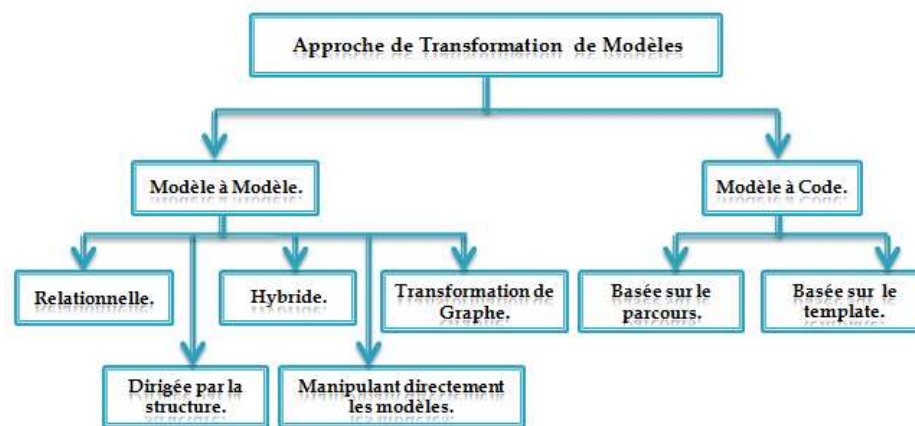 Approche de Transformation de Modèles
Modèle à Modèle.
Modèle à Code.
Relationnelle.
Hybride.
Transformation de
Graphe.
Basée sur le
parcours.
Basée sur le
template.
Dirigée par la
structure.
Manipulant directement
les modèles.